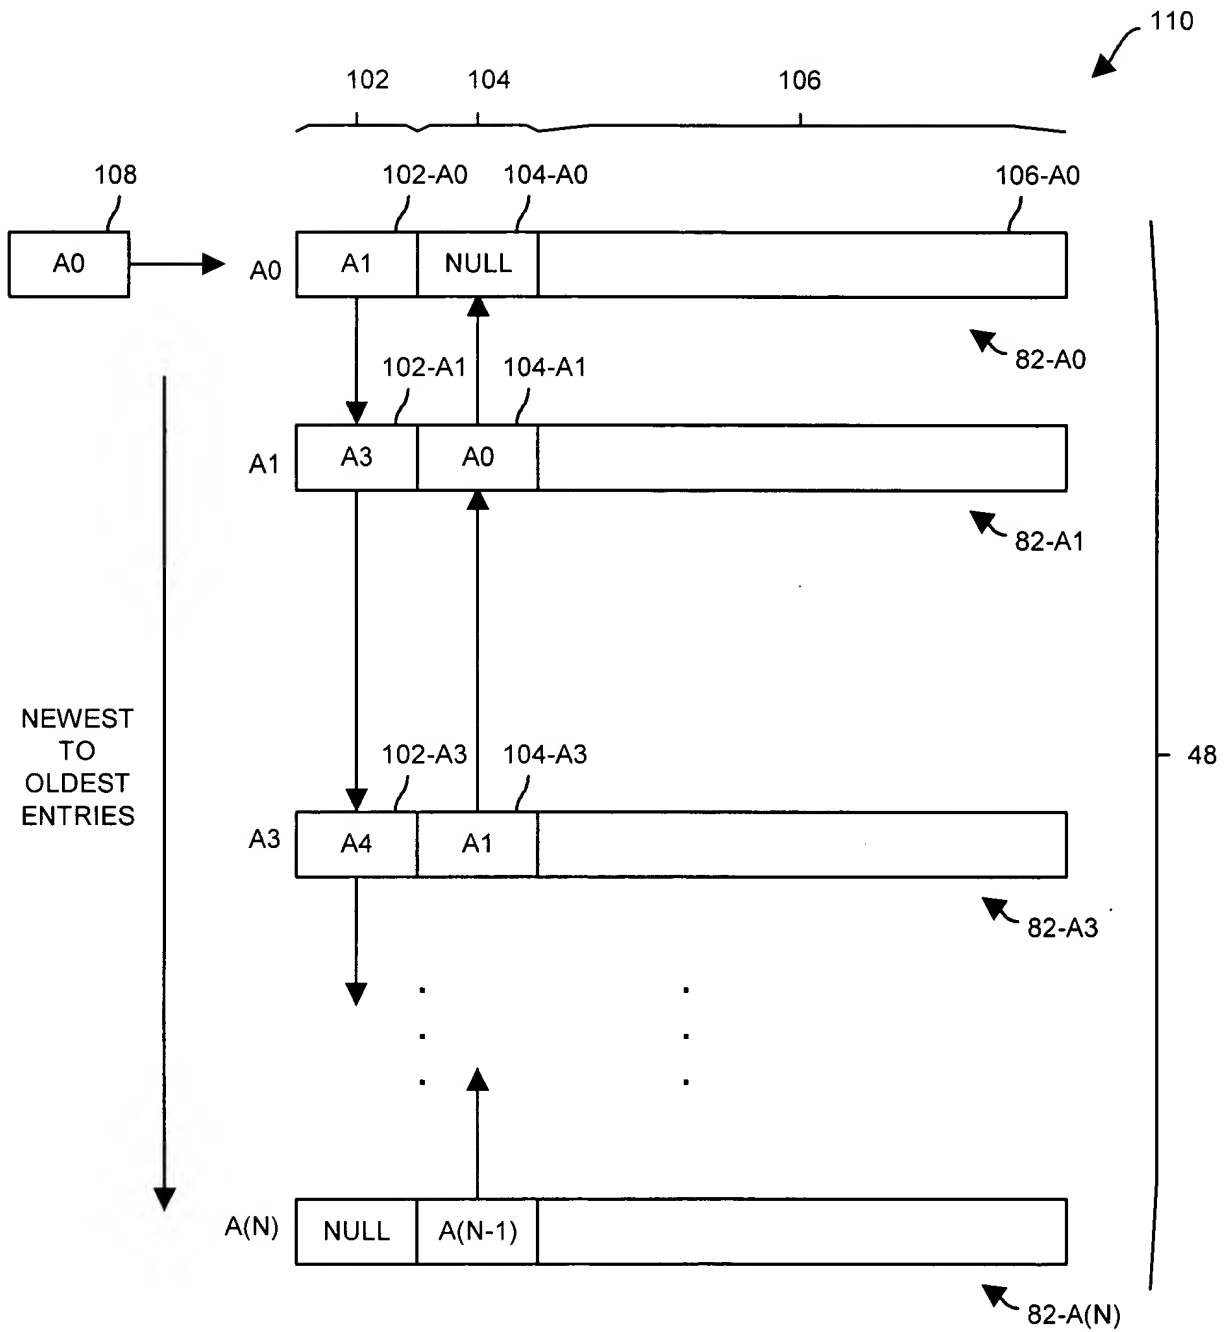 110
102 104 106
108 102-A0 104-A0 106-A0
A0 A0 A1 NULL
82-A0
102-A1 104-A1
A1 A3 A0
82-A1
NEWEST
TO
OLDEST
ENTRIES
48
102-A3 104-A3
A3 A4 A1
82-A3
A(N) NULL A(N-1)
82-A(N)